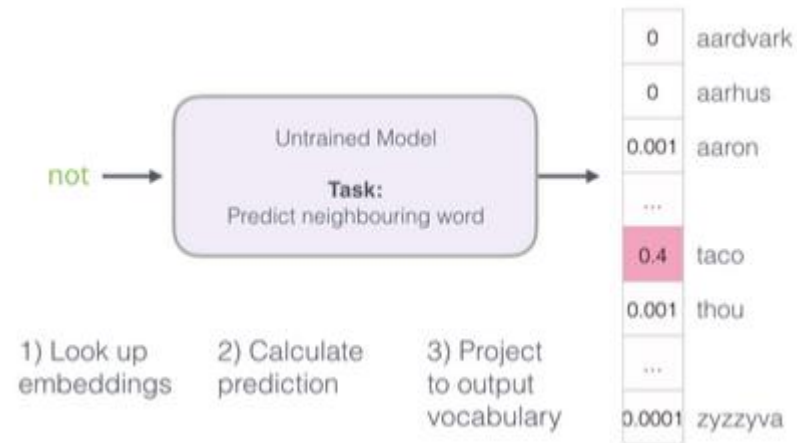 0 aardvark
0 aarhus
0.001 aaron
...
0.4 taco
0.001 thou
...
0.0001 zyzzyva
not
Untrained Model
Task:
Predict neighbouring word
1) Look up
embeddings
2) Calculate
prediction
3) Project
to output
vocabulary